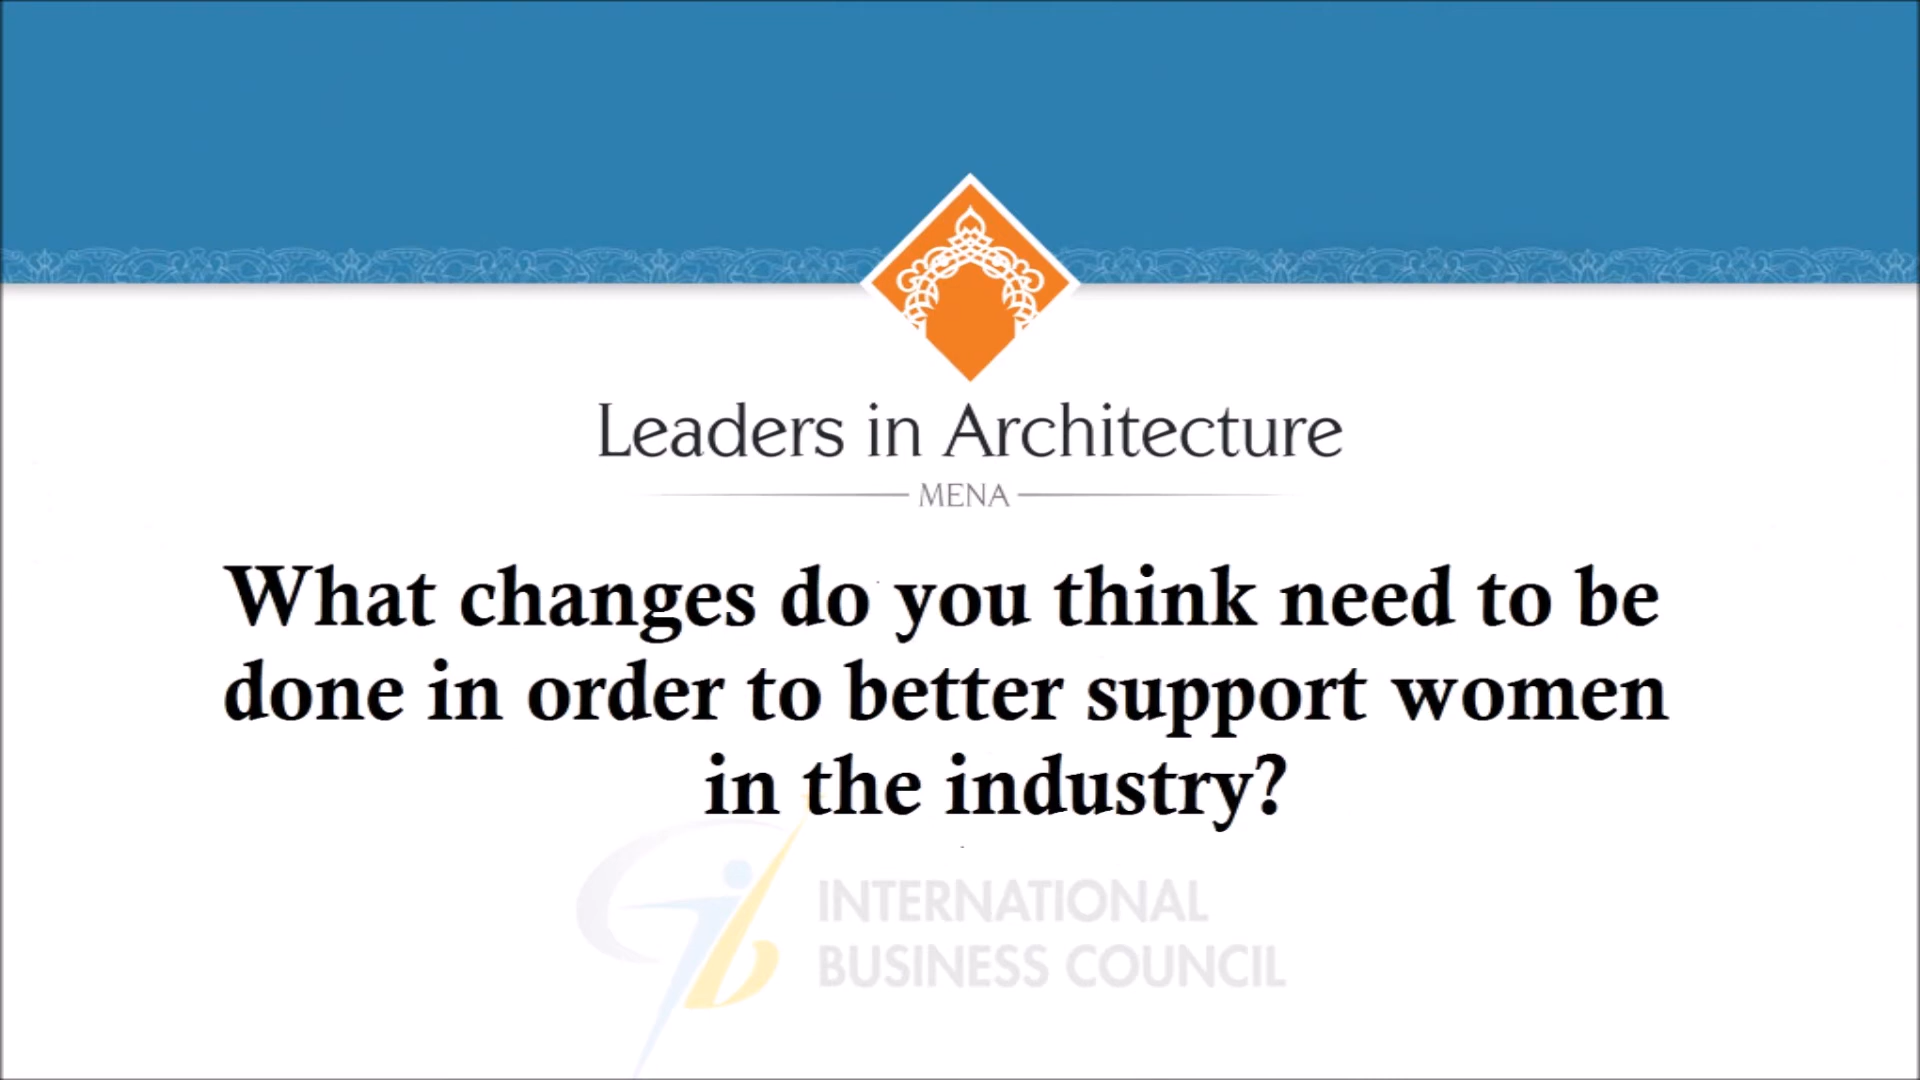 Leaders in Architecture
MENA
What changes do you think need to be
done in order to better support women
in the industry?
INTERNATIONAL
BUSINESS COUNCIL